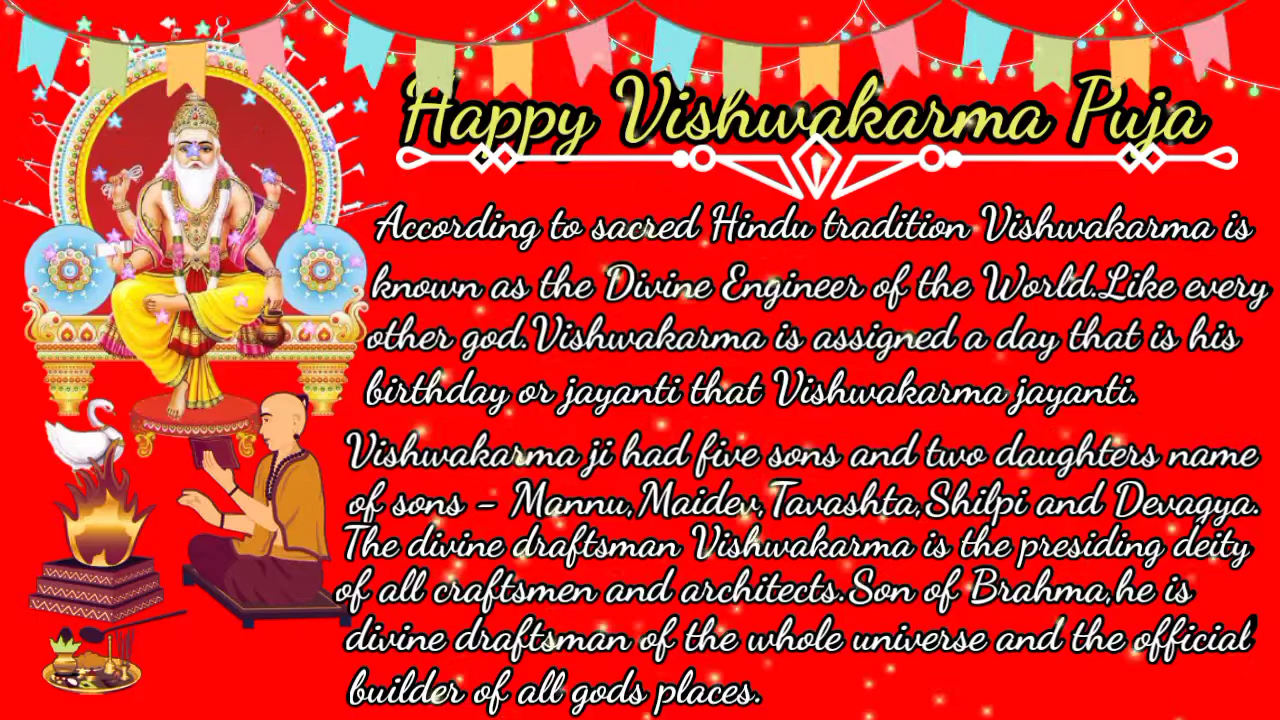 Happy Vishwakarma Puja
According to sacred Hindu tradition Vishwakarma is
known as the Divine Engineer of the World.Like every
other god.Vishwakarma is assigned a day that is his
birthday or jayanti that Vishwakarma jayanti.
Vishwakarma ji had five sons and two daughters name
of sons - Mannu,Maidev,Tavashta,Shilpi and Devagya.
The divine draftsman Vishwakarma is the presiding deity
of all craftsmen and architects.Son of Brahma,he is
divine draftsman of the whole universe and the official
builder of all gods places.